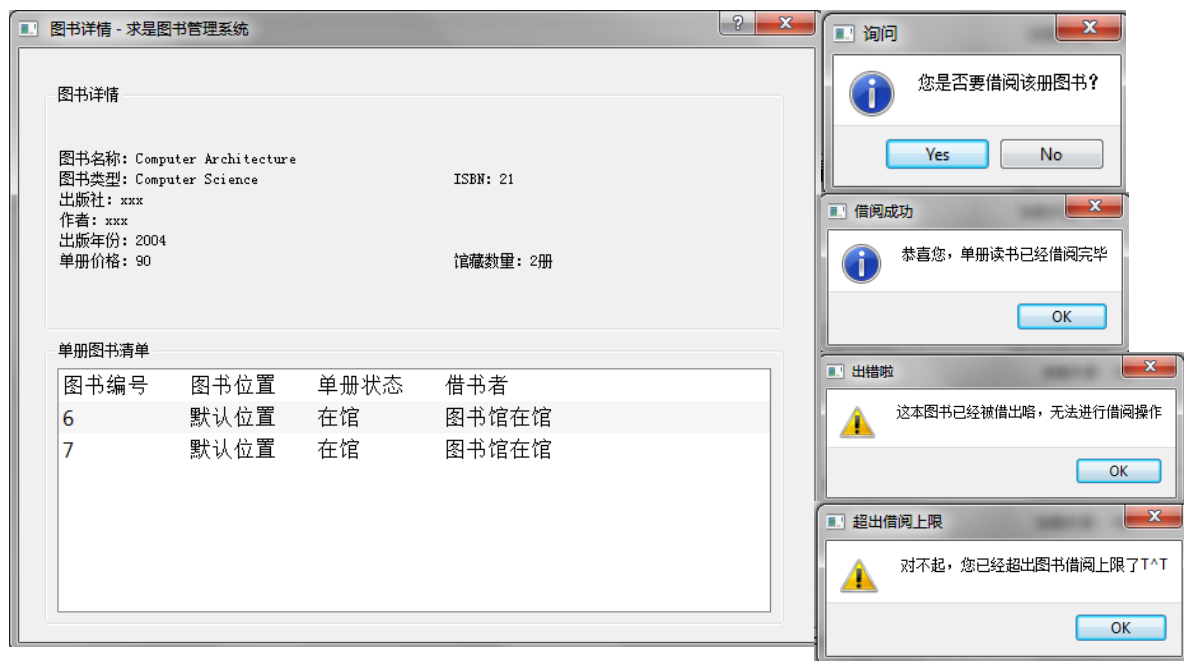 图书详情 - 求是图书管理系统
?
图书详情
图书名称: Computer Architecture
图书类型: Computer Science ISBN: 21
出版社: xxx
作者: xxx
出版年份: 2004
单册价格: 90 馆藏数量: 2册
单册图书清单
图书编号 图书位置 单册状态 借书者
6 默认位置 在馆 图书馆在馆
7 默认位置 在馆 图书馆在馆
询问
您是否要借阅该册图书?
Yes No
借阅成功
恭喜您，单册读书已经借阅完毕
OK
出错啦
这本图书已经被借出咯，无法进行借阅操作
OK
超出借阅上限
对不起，您已经超出图书借阅上限了T^T
OK